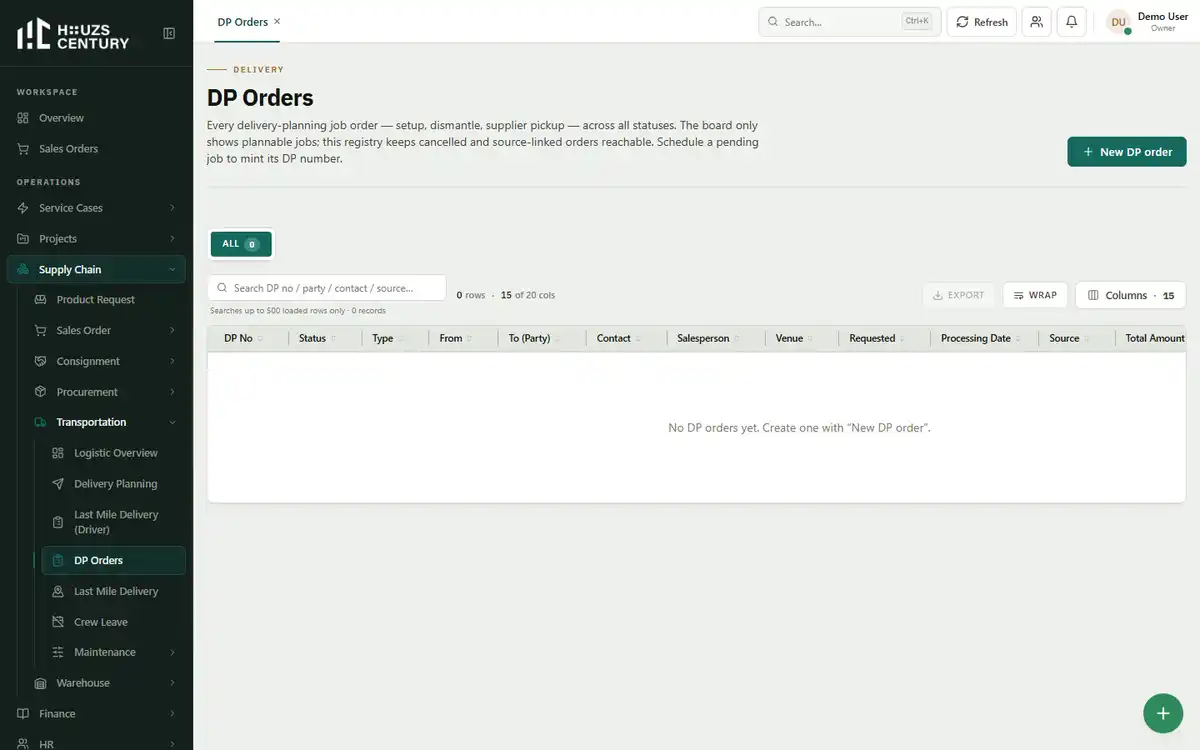 HOUZS
CENTURY
WORKSPACE
Overview
Sales Orders
OPERATIONS
Service Cases
Projects
Supply Chain
Product Request
Sales Order
Consignment
Procurement
Transportation
Logistic Overview
Delivery Planning
Last Mile Delivery
(Driver)
DP Orders
Last Mile Delivery
Crew Leave
Maintenance
Warehouse
Finance
HR
DP Orders ×
Search...
Ctrl+K
Refresh
DU
Demo User
Owner
DELIVERY
DP Orders
Every delivery-planning job order — setup, dismantle, supplier pickup — across all statuses. The board only
shows plannable jobs; this registry keeps cancelled and source-linked orders reachable. Schedule a pending
job to mint its DP number.
+ New DP order
ALL 0
Search DP no / party / contact / source...
0 rows · 15 of 20 cols
EXPORT
WRAP
Columns · 15
Searches up to 500 loaded rows only · 0 records
DP No Status Type From To (Party) Contact Salesperson Venue Requested Processing Date Source Total Amount
No DP orders yet. Create one with “New DP order”.
+